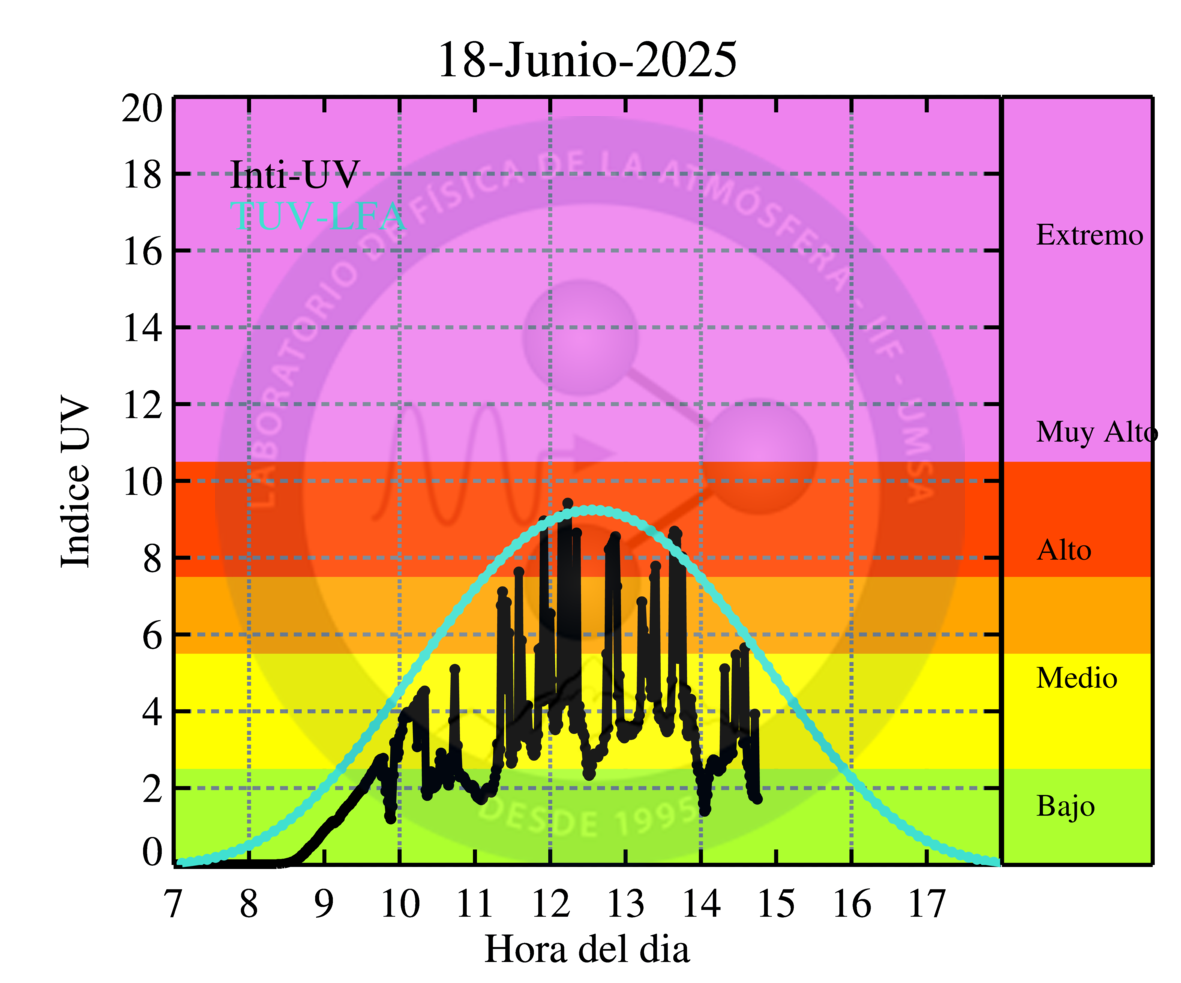 18-Junio-2025
20
18
16
14
12
10
8
6
4
2
0
Indice UV
Inti-UV
TUV-LFA
LABORATORIO DE FÍSICA DE LA ATMÓSFERA - IIF - UMSA
DESDE 1995
Extremo
Muy Alto
Alto
Medio
Bajo
7 8 9 10 11 12 13 14 15 16 17
Hora del dia